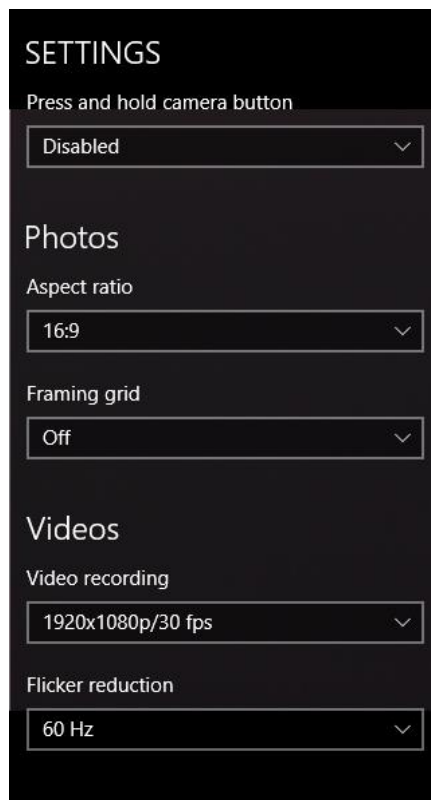 SETTINGS
Press and hold camera button
Disabled
Photos
Aspect ratio
16:9
Framing grid
Off
Videos
Video recording
1920x1080p/30 fps
Flicker reduction
60 Hz